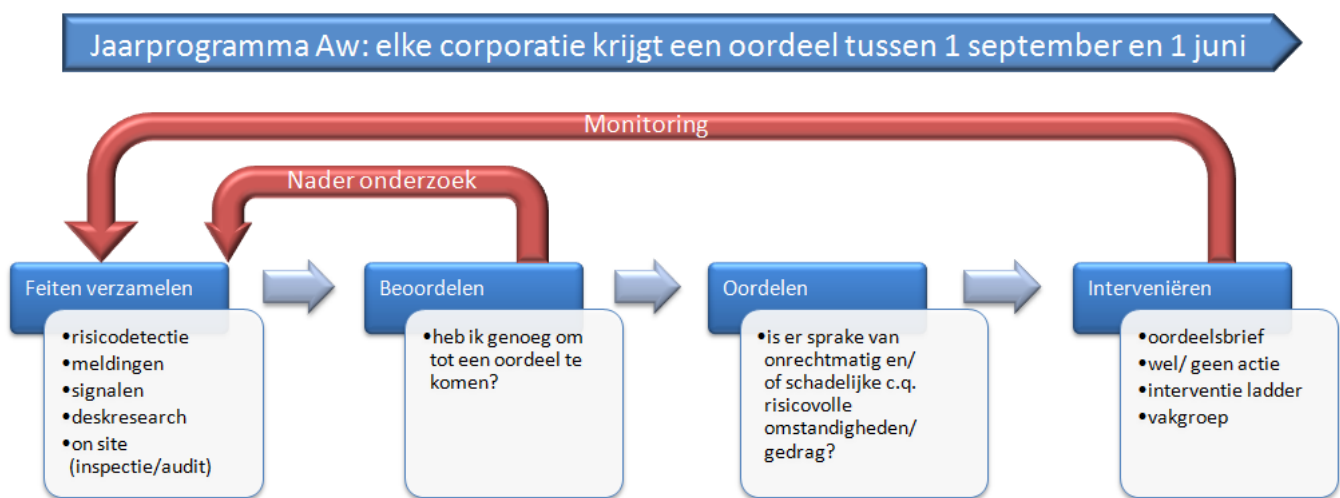 Jaarprogramma Aw: elke corporatie krijgt een oordeel tussen 1 september en 1 juni
Monitoring
Nader onderzoek
Feiten verzamelen
•risicodetectie
•meldingen
•signalen
•deskresearch
•on site
(inspectie/audit)
Beoordelen
•heb ik genoeg om
tot een oordeel te
komen?
Oordelen
•is er sprake van
onrechtmatig en/
of schadelijke c.q.
risicovolle
omstandigheden/
gedrag?
Interveniëren
•oordeelsbrief
•wel/ geen actie
•interventie ladder
•vakgroep